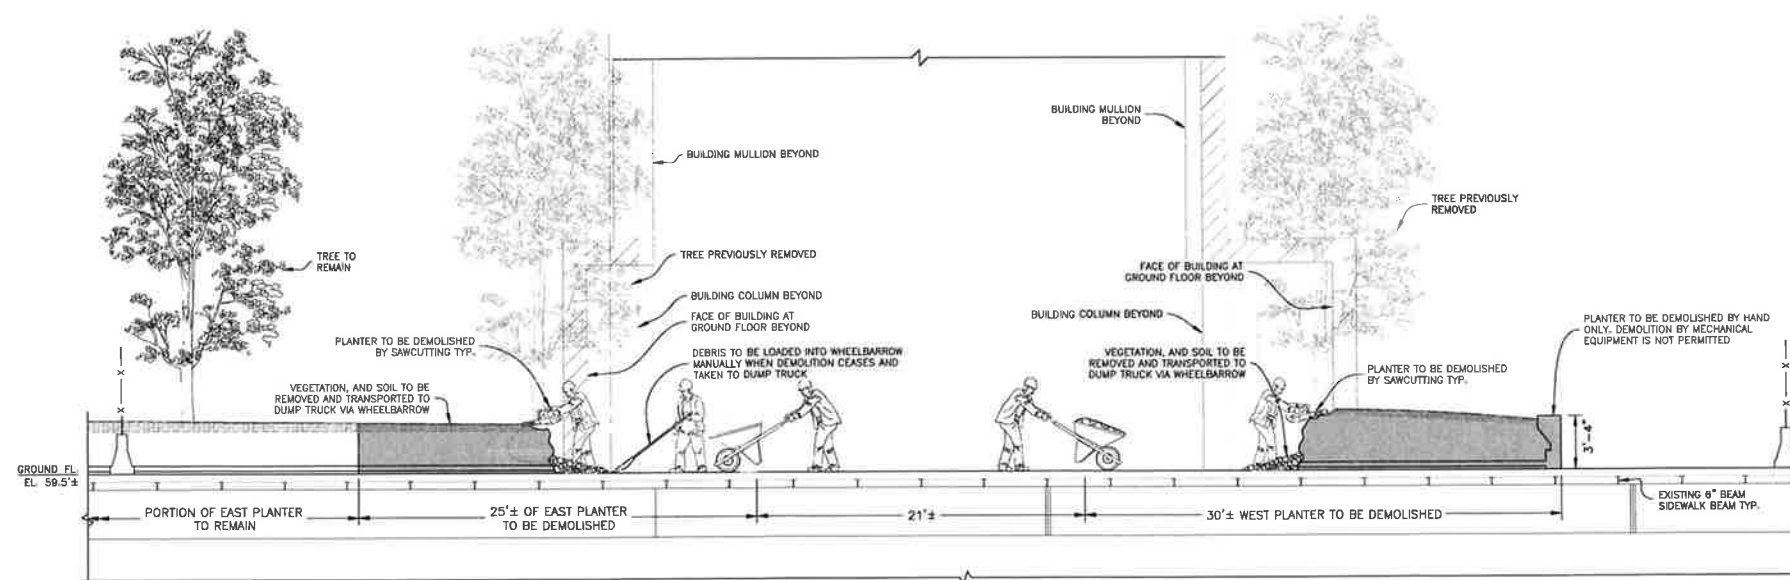 BUILDING MULLION
BEYOND
BUILDING MULLION BEYOND
TREE PREVIOUSLY
REMOVED
TREE TO
REMAIN
TREE PREVIOUSLY REMOVED
FACE OF BUILDING AT
GROUND FLOOR BEYOND
BUILDING COLUMN BEYOND
FACE OF BUILDING AT
GROUND FLOOR BEYOND
BUILDING COLUMN BEYOND
PLANTER TO BE DEMOLISHED BY HAND
ONLY. DEMOLITION BY MECHANICAL
EQUIPMENT IS NOT PERMITTED
PLANTER TO BE DEMOLISHED
BY SAWCUTTING TYP.
DEBRIS TO BE LOADED INTO WHEELBARROW
MANUALLY WHEN DEMOLITION CEASES AND
TAKEN TO DUMP TRUCK
VEGETATION, AND SOIL TO BE
REMOVED AND TRANSPORTED TO
DUMP TRUCK VIA WHEELBARROW
PLANTER TO BE DEMOLISHED
BY SAWCUTTING TYP.
VEGETATION, AND SOIL TO BE
REMOVED AND TRANSPORTED TO
DUMP TRUCK VIA WHEELBARROW
X
X
X
X
3'-4"
GROUND FL.
EL. 59.5'±
PORTION OF EAST PLANTER
TO REMAIN
25'± OF EAST PLANTER
TO BE DEMOLISHED
21'±
30'± WEST PLANTER TO BE DEMOLISHED
EXISTING 6" BEAM
SIDEWALK BEAM TYP.